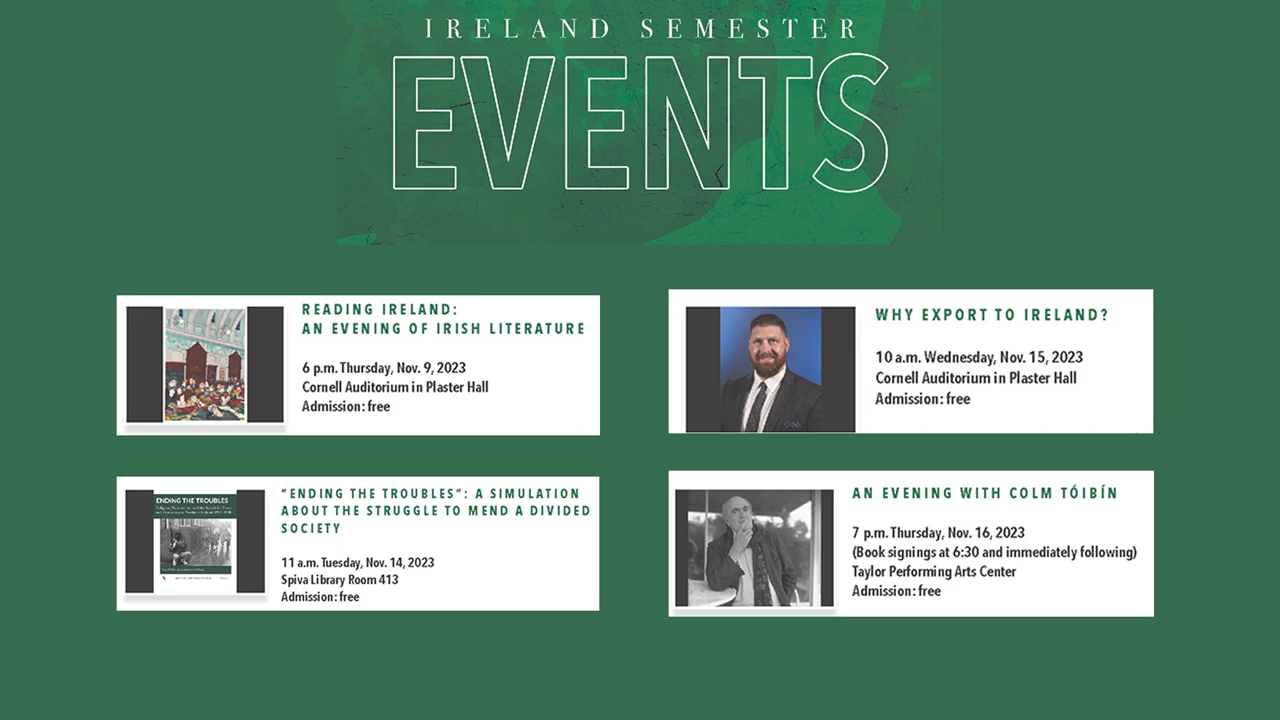 IRELAND SEMESTER
EVENTS
READING IRELAND:
AN EVENING OF IRISH LITERATURE
6 p.m. Thursday, Nov. 9, 2023
Cornell Auditorium in Plaster Hall
Admission: free
WHY EXPORT TO IRELAND?
10 a.m. Wednesday, Nov. 15, 2023
Cornell Auditorium in Plaster Hall
Admission: free
ENDING THE TROUBLES
“ENDING THE TROUBLES“: A SIMULATION
ABOUT THE STRUGGLE TO MEND A DIVIDED
SOCIETY
11 a.m. Tuesday, Nov. 14, 2023
Spiva Library Room 413
Admission: free
AN EVENING WITH COLM TÓIBÍN
7 p.m. Thursday, Nov. 16, 2023
(Book signings at 6:30 and immediately following)
Taylor Performing Arts Center
Admission: free